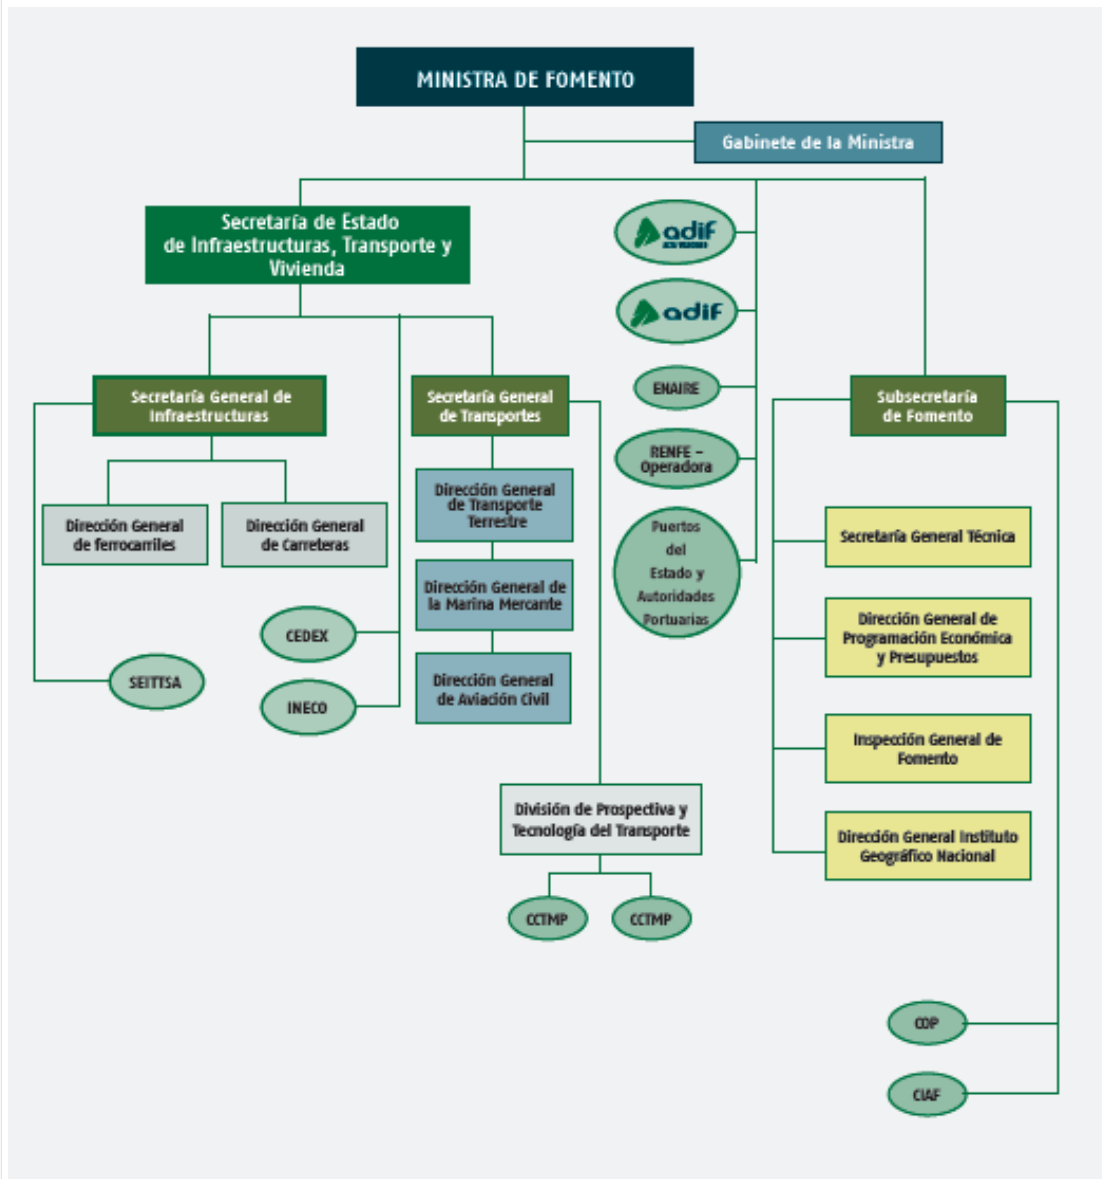 MINISTRA DE FOMENTO
Gabinete de la Ministra
Secretaría de Estado
de Infraestructuras, Transporte y
Vivienda
adif
adif
ENAIRE
RENFE –
Operadora
Puertos
del
Estado y
Autoridades
Portuarias
Secretaría General de
Infraestructuras
Dirección General
de ferrocarriles
Dirección General
de Carreteras
SEITTSA
CEDEX
INECO
Secretaría General
de Transportes
Dirección General
de Transporte
Terrestre
Dirección General de
la Marina Mercante
Dirección General
de Aviación Civil
División de Prospectiva y
Tecnología del Transporte
CCTMP
CCTMP
Subsecretaría
de Fomento
Secretaría General Técnica
Dirección General de
Programación Económica
y Presupuestos
Inspección General de
Fomento
Dirección General Instituto
Geográfico Nacional
COP
CIAF